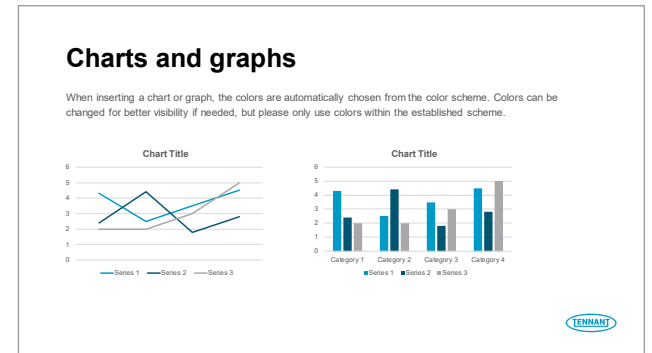 Charts and graphs
When inserting a chart or graph, the colors are automatically chosen from the color scheme. Colors can be
changed for better visibility if needed, but please only use colors within the established scheme.
Chart Title
6
5
4
3
2
1
0
Series 1 Series 2 Series 3
Chart Title
6
5
4
3
2
1
0
Category 1 Category 2 Category 3 Category 4
Series 1 Series 2 Series 3
TENNANT